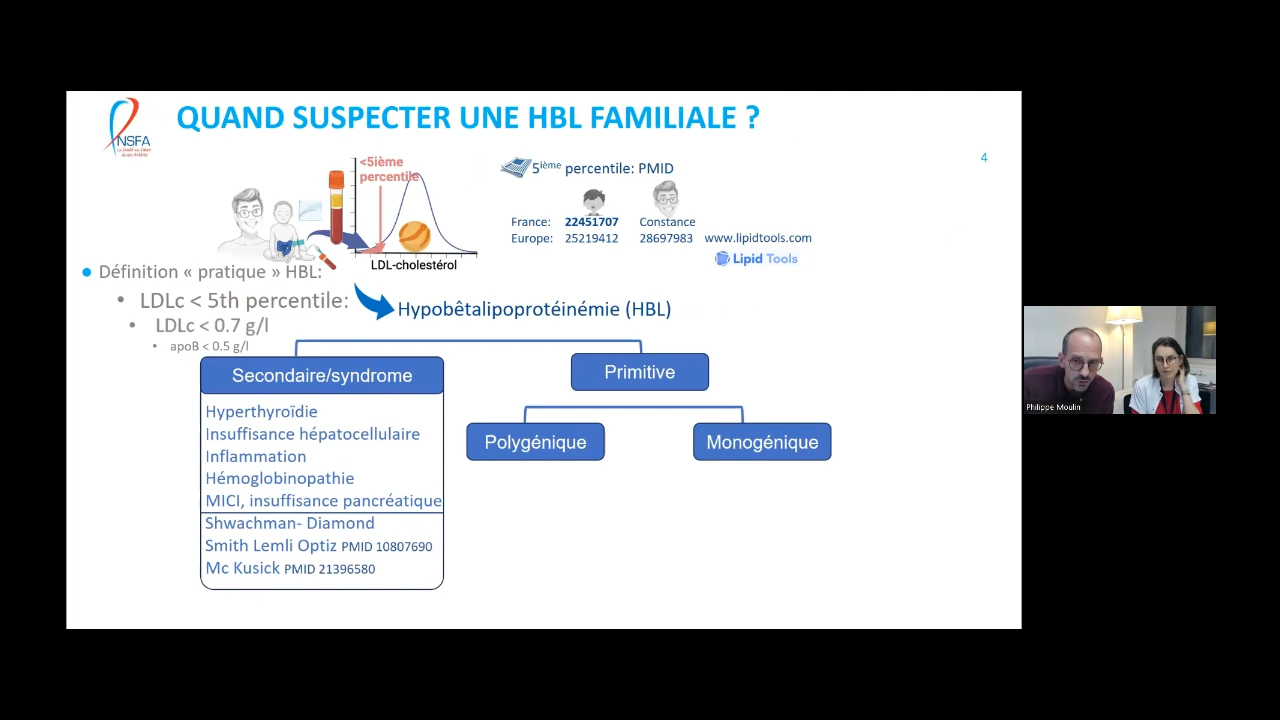 QUAND SUSPECTER UNE HBL FAMILIALE ?
NSFA
4
<5ième
percentile
5ième percentile: PMID
France: 22451707 Constance
Europe: 25219412 28697983 www.lipidtools.com
Lipid Tools
LDL-cholestérol
Définition « pratique » HBL:
LDLc < 5th percentile:
Hypobêtalipoprotéinémie (HBL)
LDLc < 0.7 g/l
apoB < 0.5 g/l
Secondaire/syndrome
Primitive
Hyperthyroïdie
Insuffisance hépatocellulaire
Inflammation
Hémoglobinopathie
MICI, insuffisance pancréatique
Shwachman- Diamond
Smith Lemli Optiz PMID 10807690
Mc Kusick PMID 21396580
Polygénique
Monogénique
Philippe Moulin